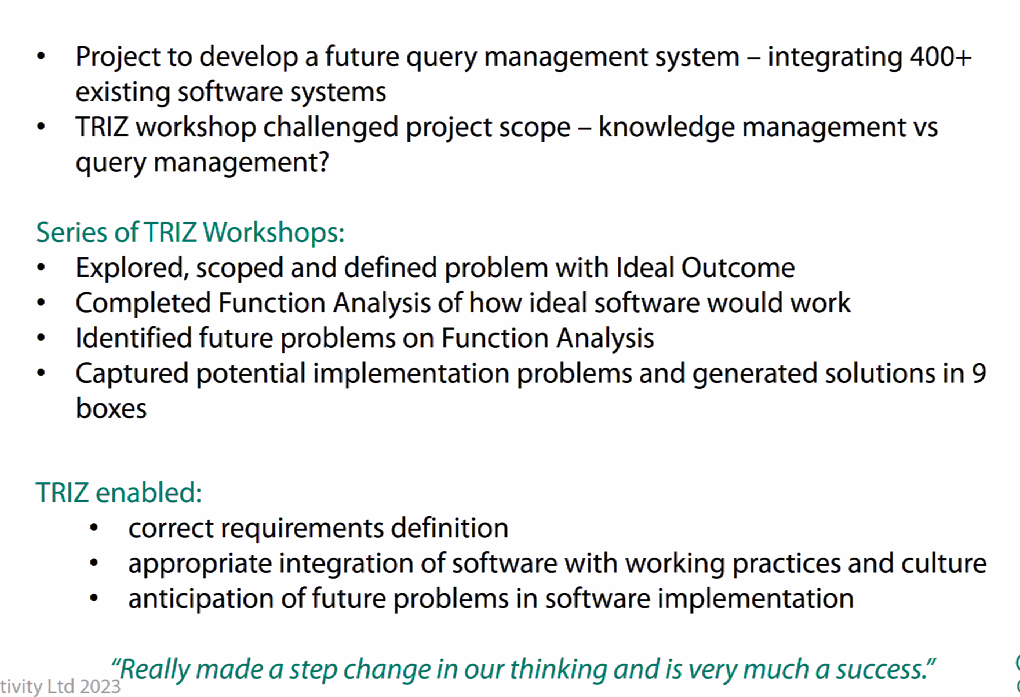 • Project to develop a future query management system – integrating 400+
existing software systems
• TRIZ workshop challenged project scope – knowledge management vs
query management?
Series of TRIZ Workshops:
• Explored, scoped and defined problem with Ideal Outcome
• Completed Function Analysis of how ideal software would work
• Identified future problems on Function Analysis
• Captured potential implementation problems and generated solutions in 9
boxes
TRIZ enabled:
• correct requirements definition
• appropriate integration of software with working practices and culture
• anticipation of future problems in software implementation
“Really made a step change in our thinking and is very much a success.”
tivity Ltd 2023